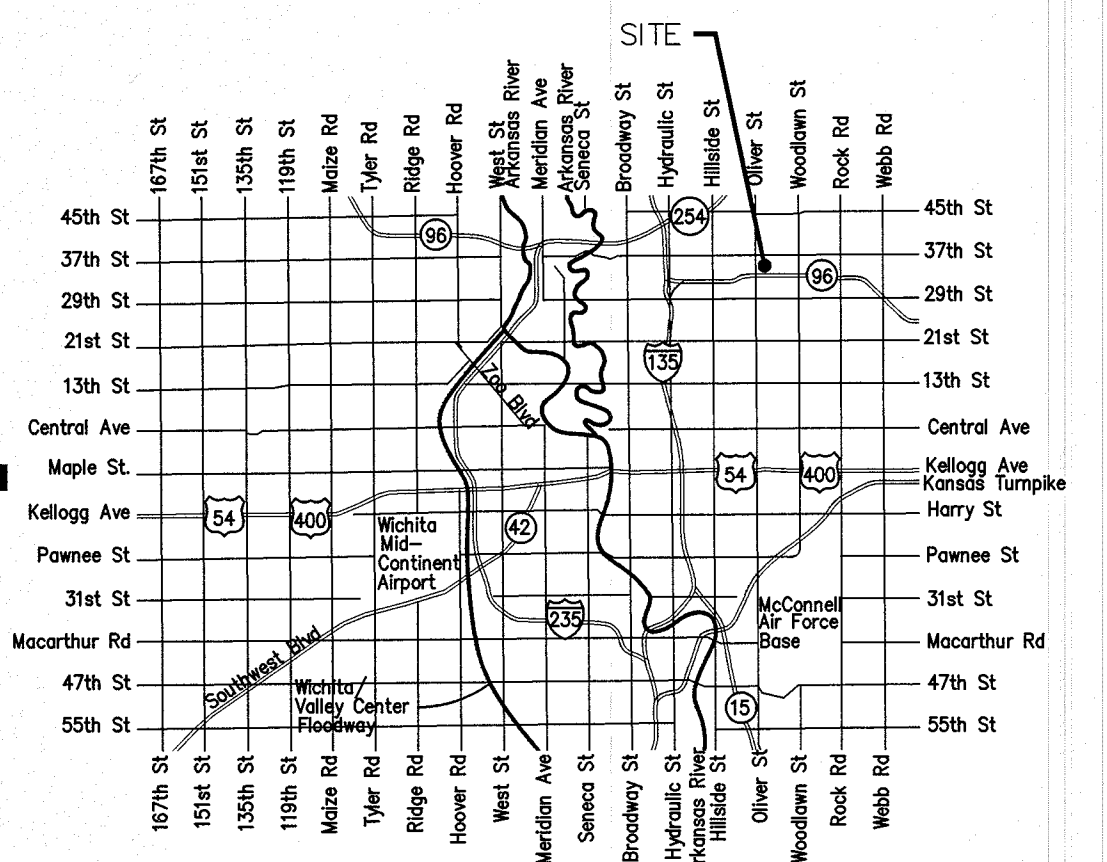 SITE
167th St
151st St
135th St
119th St
Maize Rd
Tyler Rd
Ridge Rd
Hoover Rd
West St
Arkansas River
Meridian Ave
Arkansas River
Seneca St
Broadway St
Hydraulic St
Hillside St
Oliver St
Woodlawn St
Rock Rd
Webb Rd
45th St
45th St
254
96
37th St
37th St
96
29th St
29th St
21st St
21st St
135
13th St
13th St
Zoo Blvd
Central Ave
Central Ave
Maple St.
54
400
Kellogg Ave
Kansas Turnpike
Kellogg Ave
54
400
Harry St
Wichita
Mid-
Continent
Airport
42
Pawnee St
Pawnee St
31st St
31st St
235
McConnell
Air Force
Base
Macarthur Rd
Macarthur Rd
Southwest Blvd
47th St
47th St
Wichita/
Valley Center
Floodway
15
55th St
55th St
167th St
151st St
135th St
119th St
Maize Rd
Tyler Rd
Ridge Rd
Hoover Rd
West St
Meridian Ave
Seneca St
Broadway St
Hydraulic St
rkansas River
Hillside St
Oliver St
Woodlawn St
Rock Rd
Webb Rd